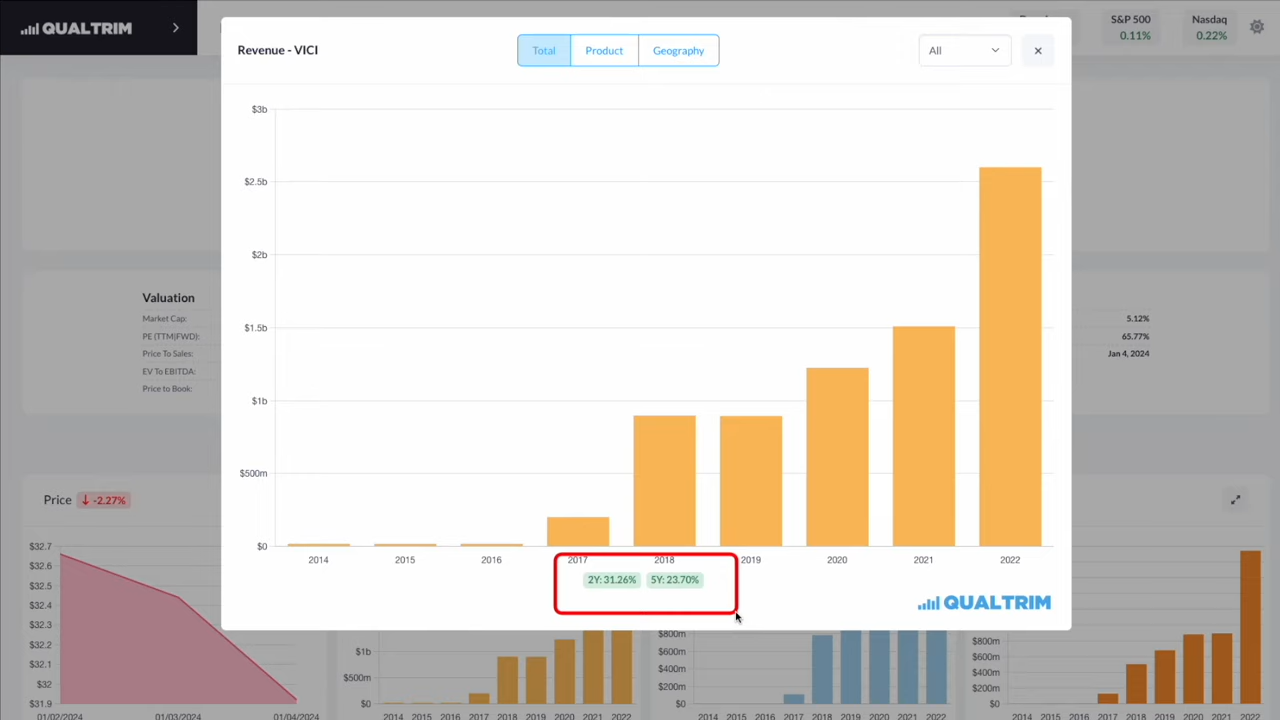 QUALTRIM
S&P 500
0.11%
Nasdaq
0.22%
Revenue - VICI
Total
Product
Geography
All
$3b
$2.5b
$2b
$1.5b
$1b
$500m
$0
2014 2015 2016 2017 2018 2019 2020 2021 2022
2Y: 31.26% 5Y: 23.70%
QUALTRIM
Valuation
Market Cap:
PE (TTM|FWD):
Price To Sales:
EV To EBITDA:
Price to Book:
5.12%
65.77%
Jan 4, 2024
Price -2.27%
$32.7
$32.6
$32.5
$32.4
$32.3
$32.2
$32.1
$32
$31.9
01/02/2024 01/03/2024 01/04/2024
$1b
$500m
$0
2014 2015 2016 2017 2018 2019 2020 2021 2022
$800m
$600m
$400m
$200m
$0
2014 2015 2016 2017 2018 2019 2020 2021 2022
$800m
$600m
$400m
$200m
$0
2014 2015 2016 2017 2018 2019 2020 2021 2022